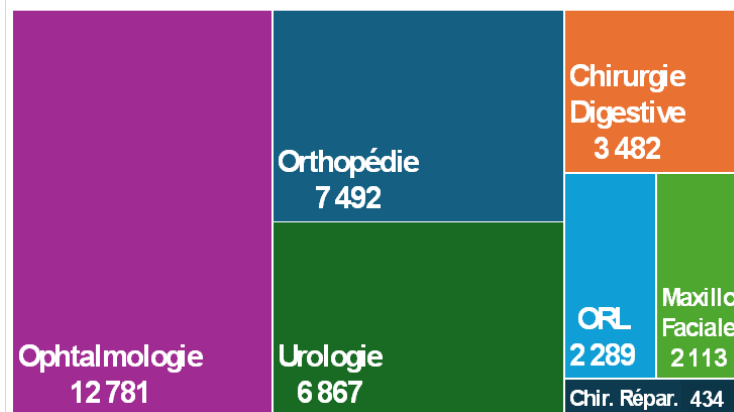 Ophtalmologie
12 781
Orthopédie
7 492
Urologie
6 867
Chirurgie
Digestive
3 482
ORL
2 289
Maxillo
Faciale
2 113
Chir. Répar. 434